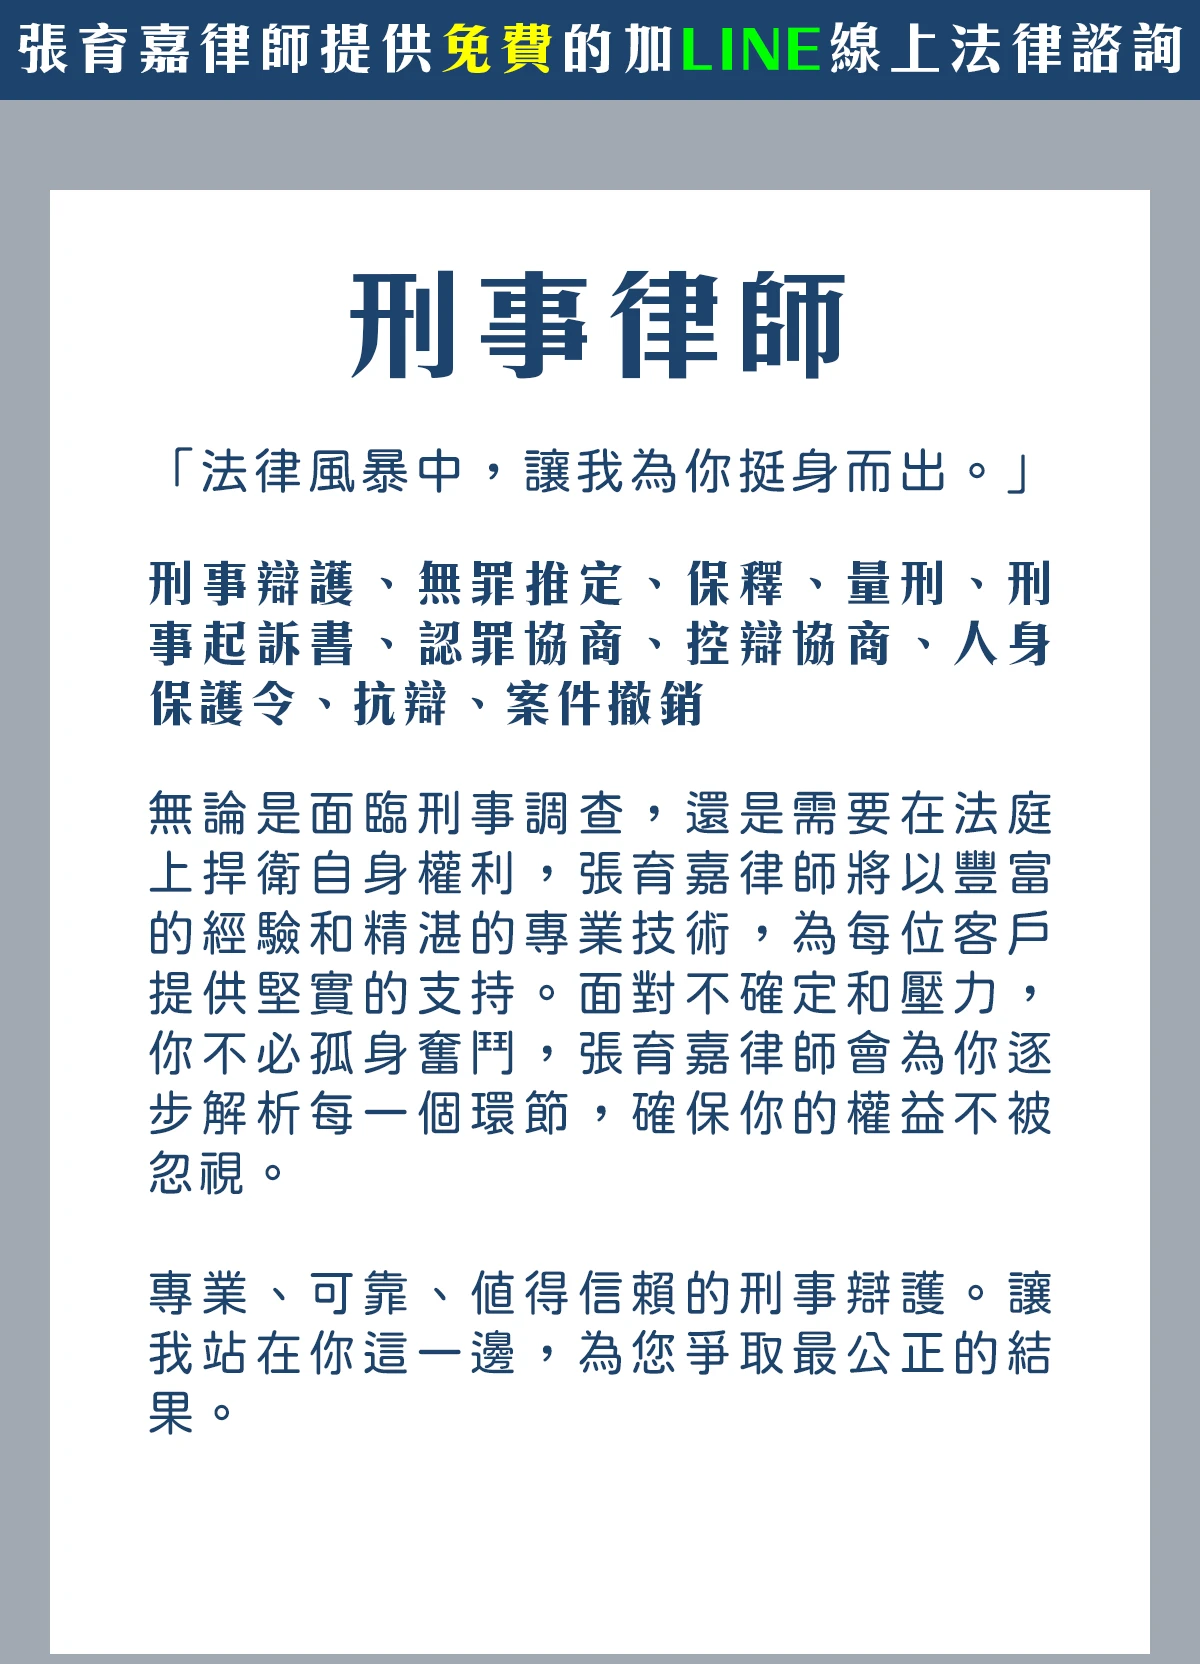 張育嘉律師提供免費的加LINE線上法律諮詢
刑事律師
「法律風暴中，讓我為你挺身而出。」
刑事辯護、無罪推定、保釋、量刑、刑
事起訴書、認罪協商、控辯協商、人身
保護令、抗辯、案件撤銷
無論是面臨刑事調查，還是需要在法庭
上捍衛自身權利，張育嘉律師將以豐富
的經驗和精湛的專業技術，為每位客戶
提供堅實的支持。面對不確定和壓力，
你不必孤身奮鬥，張育嘉律師會為你逐
步解析每一個環節，確保你的權益不被
忽視。
專業、可靠、值得信賴的刑事辯護。讓
我站在你這一邊，為您爭取最公正的結
果。